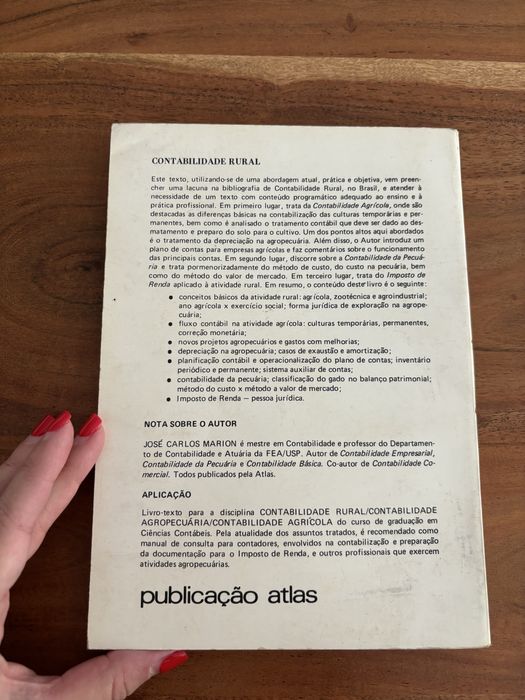 CONTABILIDADE RURAL
Este texto, utilizando-se de uma abordagem atual, prática e objetiva, vem preen-
cher uma lacuna na bibliografia de Contabilidade Rural, no Brasil, e atender à
necessidade de um texto com conteúdo programático adequado ao ensino e à
prática profissional. Em primeiro lugar, trata da Contabilidade Agrícola, onde são
destacadas as diferenças básicas na contabilização das culturas temporárias e per-
manentes, bem como é analisado o tratamento contábil que deve ser dado ao des-
matamento e preparo do solo para o cultivo. Um dos pontos altos aqui abordados
é o tratamento da depreciação na agropecuária. Além disso, o Autor introduz um
plano de contas para empresas agrícolas e faz comentários sobre o funcionamento
das principais contas. Em segundo lugar, discorre sobre a Contabilidade da Pecuá-
ria e trata pormenorizadamente do método de custo, do custo na pecuária, bem
como do método do valor de mercado. Em terceiro lugar, trata do Imposto de
Renda aplicado à atividade rural. Em resumo, o conteúdo deste livro é o seguinte:
• conceitos básicos da atividade rural: agrícola, zootécnica e agroindustrial;
ano agrícola x exercício social; forma jurídica de exploração na agrope-
cuária;
• fluxo contábil na atividade agrícola: culturas temporárias, permanentes,
correção monetária;
• novos projetos agropecuários e gastos com melhorias;
• depreciação na agropecuária; casos de exaustão e amortização;
• planificação contábil e operacionalização do plano de contas; inventário
periódico e permanente; sistema auxiliar de contas;
• contabilidade da pecuária; classificação do gado no balanço patrimonial;
método do custo x método a valor de mercado;
• Imposto de Renda – pessoa jurídica.
NOTA SOBRE O AUTOR
JOSÉ CARLOS MARION é mestre em Contabilidade e professor do Departamen-
to de Contabilidade e Atuária da FEA/USP. Autor de Contabilidade Empresarial,
Contabilidade da Pecuária e Contabilidade Básica. Co-autor de Contabilidade Co-
mercial. Todos publicados pela Atlas.
APLICAÇÃO
Livro-texto para a disciplina CONTABILIDADE RURAL/CONTABILIDADE
AGROPECUÁRIA/CONTABILIDADE AGRÍCOLA do curso de graduação em
Ciências Contábeis. Pela atualidade dos assuntos tratados, é recomendado como
manual de consulta para contadores, envolvidos na contabilização e preparação
da documentação para o Imposto de Renda, e outros profissionais que exercem
atividades agropecuárias.
publicação atlas